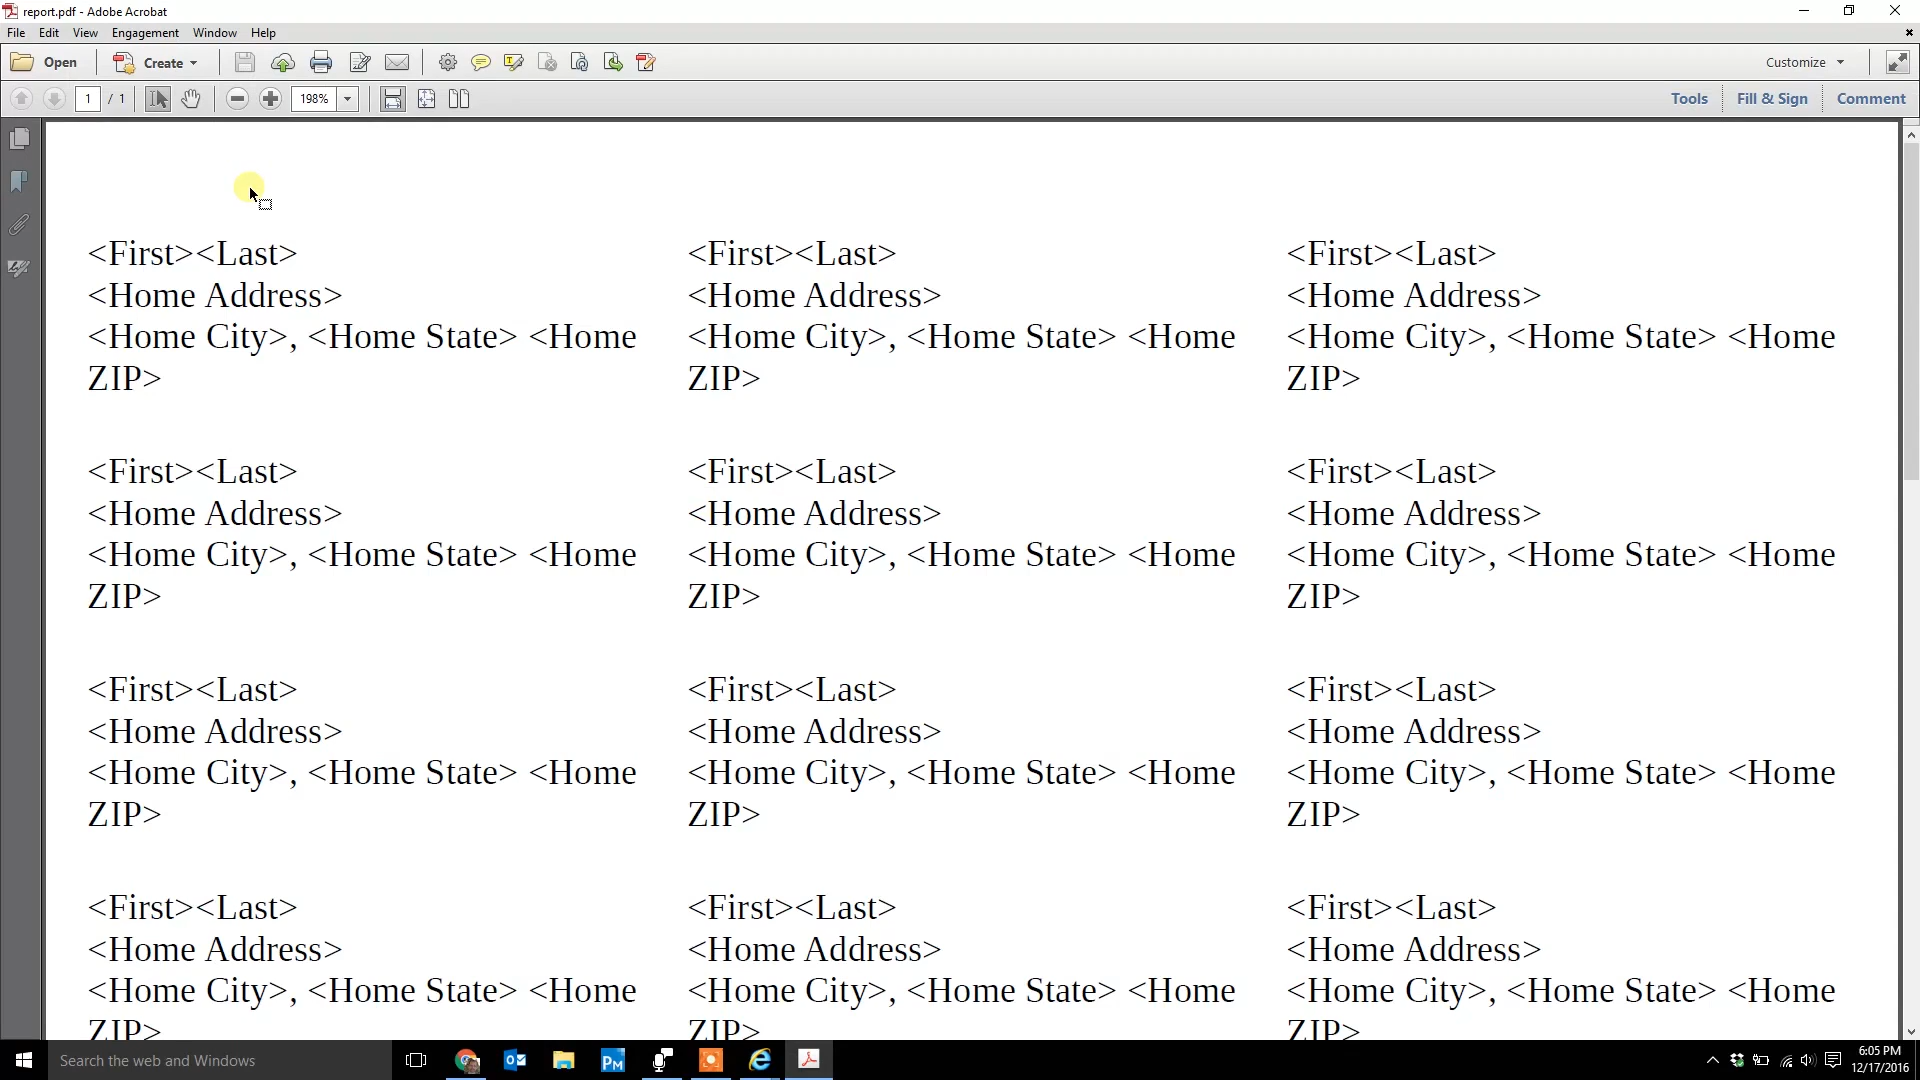 report.pdf - Adobe Acrobat
File Edit View Engagement Window Help
Open Create Customize
1 / 1 198% Tools Fill & Sign Comment
<First><Last> <First><Last> <First><Last>
<Home Address> <Home Address> <Home Address>
<Home City>, <Home State> <Home <Home City>, <Home State> <Home <Home City>, <Home State> <Home
ZIP> ZIP> ZIP>
<First><Last> <First><Last> <First><Last>
<Home Address> <Home Address> <Home Address>
<Home City>, <Home State> <Home <Home City>, <Home State> <Home <Home City>, <Home State> <Home
ZIP> ZIP> ZIP>
<First><Last> <First><Last> <First><Last>
<Home Address> <Home Address> <Home Address>
<Home City>, <Home State> <Home <Home City>, <Home State> <Home <Home City>, <Home State> <Home
ZIP> ZIP> ZIP>
<First><Last> <First><Last> <First><Last>
<Home Address> <Home Address> <Home Address>
<Home City>, <Home State> <Home <Home City>, <Home State> <Home <Home City>, <Home State> <Home
ZIP> ZIP> ZIP>
Search the web and Windows PM 6:05 PM
12/17/2016